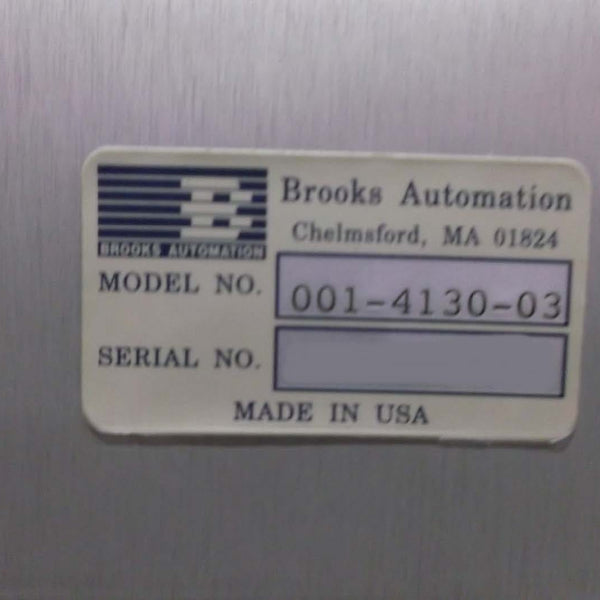 Brooks Automation
Chelmsford, MA 01824
BROOKS AUTOMATION
MODEL NO. 001-4130-03
SERIAL NO.
MADE IN USA